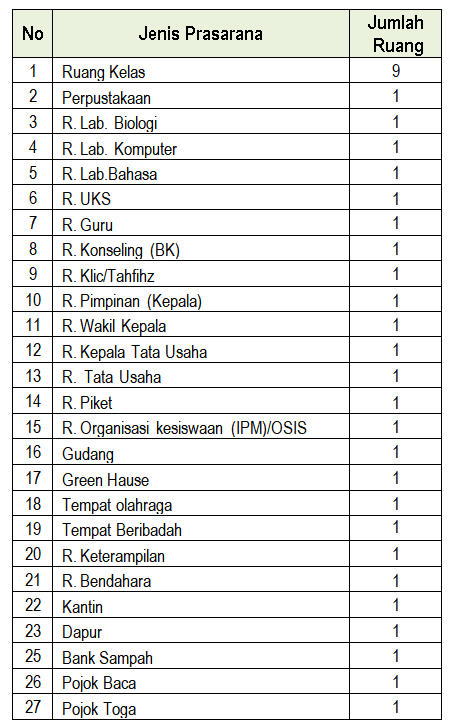 No Jenis Prasarana Jumlah Ruang
1 Ruang Kelas 9
2 Perpustakaan 1
3 R. Lab. Biologi 1
4 R. Lab. Komputer 1
5 R. Lab.Bahasa 1
6 R. UKS 1
7 R. Guru 1
8 R. Konseling (BK) 1
9 R. Klic/Tahfihz 1
10 R. Pimpinan (Kepala) 1
11 R. Wakil Kepala 1
12 R. Kepala Tata Usaha 1
13 R. Tata Usaha 1
14 R. Piket 1
15 R. Organisasi kesiswaan (IPM)/OSIS 1
16 Gudang 1
17 Green Hause 1
18 Tempat olahraga 1
19 Tempat Beribadah 1
20 R. Keterampilan 1
21 R. Bendahara 1
22 Kantin 1
23 Dapur 1
25 Bank Sampah 1
26 Pojok Baca 1
27 Pojok Toga 1